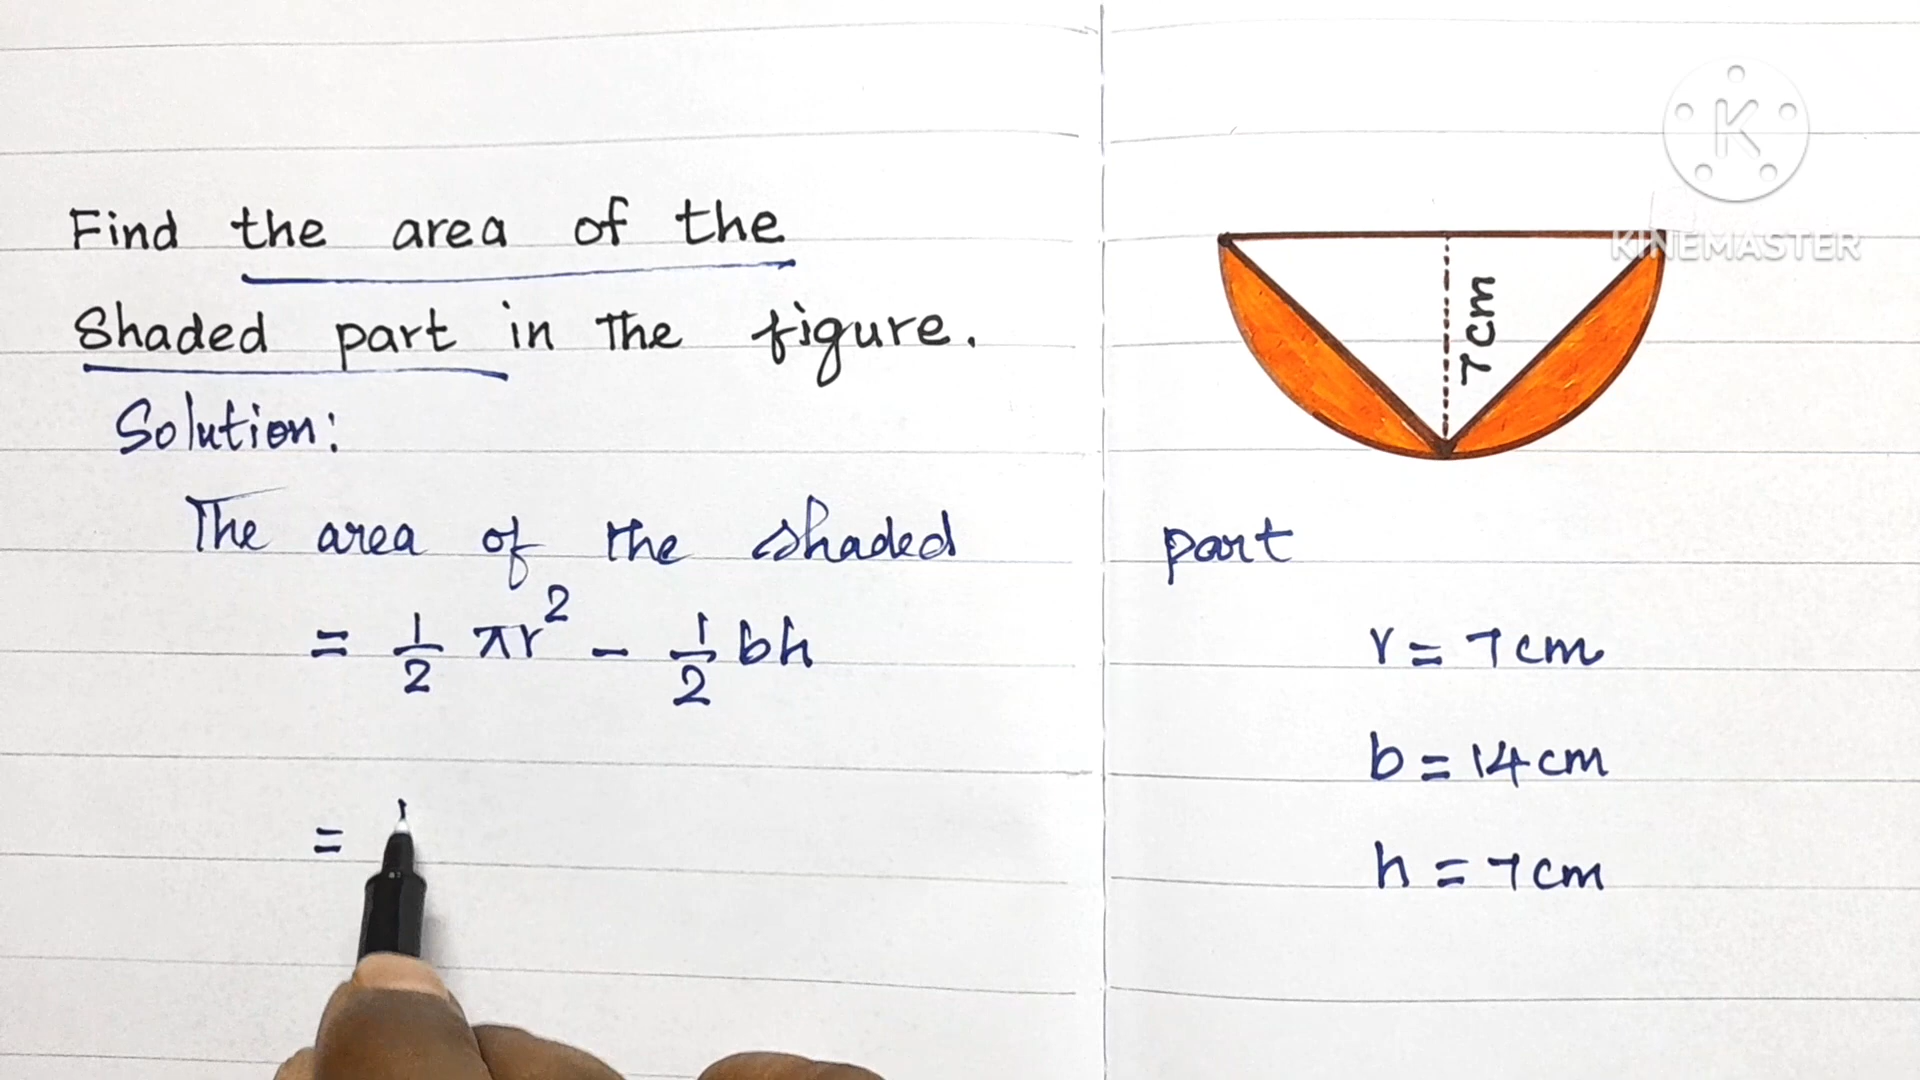 K
KINEMASTER
Find the area of the
Shaded part in the figure.
7cm
Solution:
The area of the shaded part
= 1/2 πr² - 1/2 bh
r = 7cm
b = 14cm
=
h = 7cm